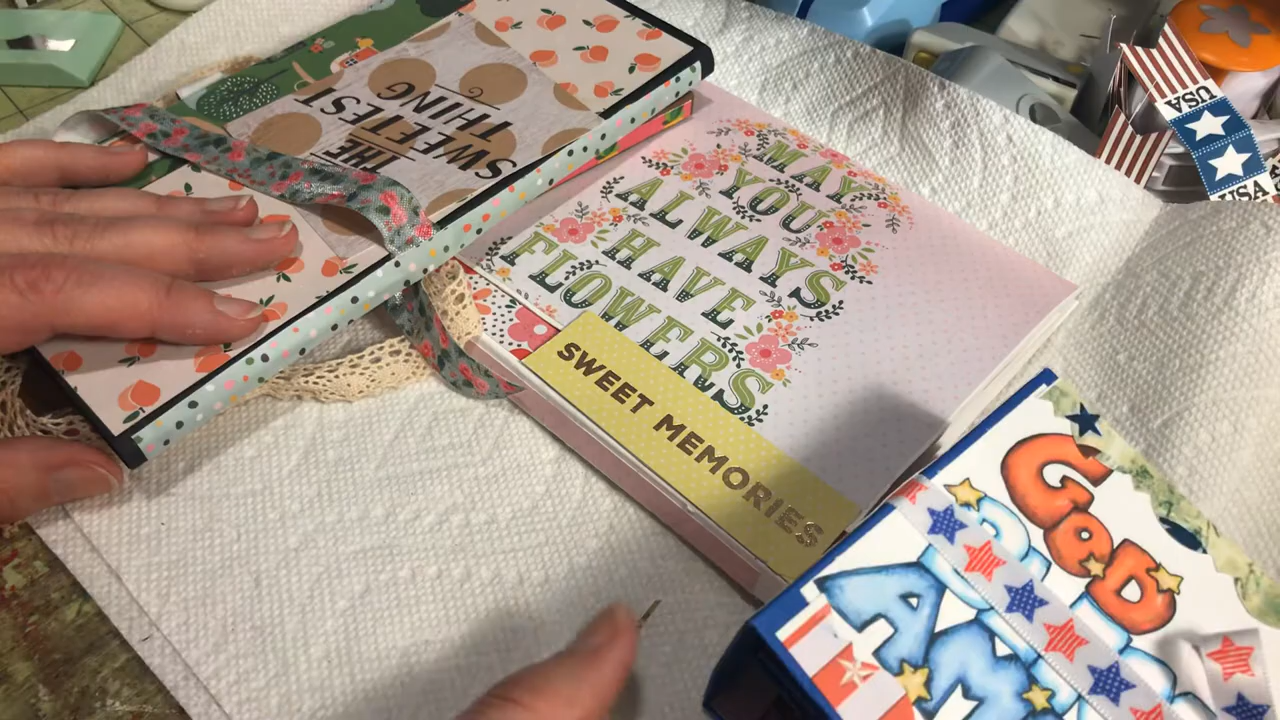 THE
SWEETEST
THING
MAY
YOU
ALWAYS
HAVE
FLOWERS
SWEET MEMORIES
GOD
USA
USA